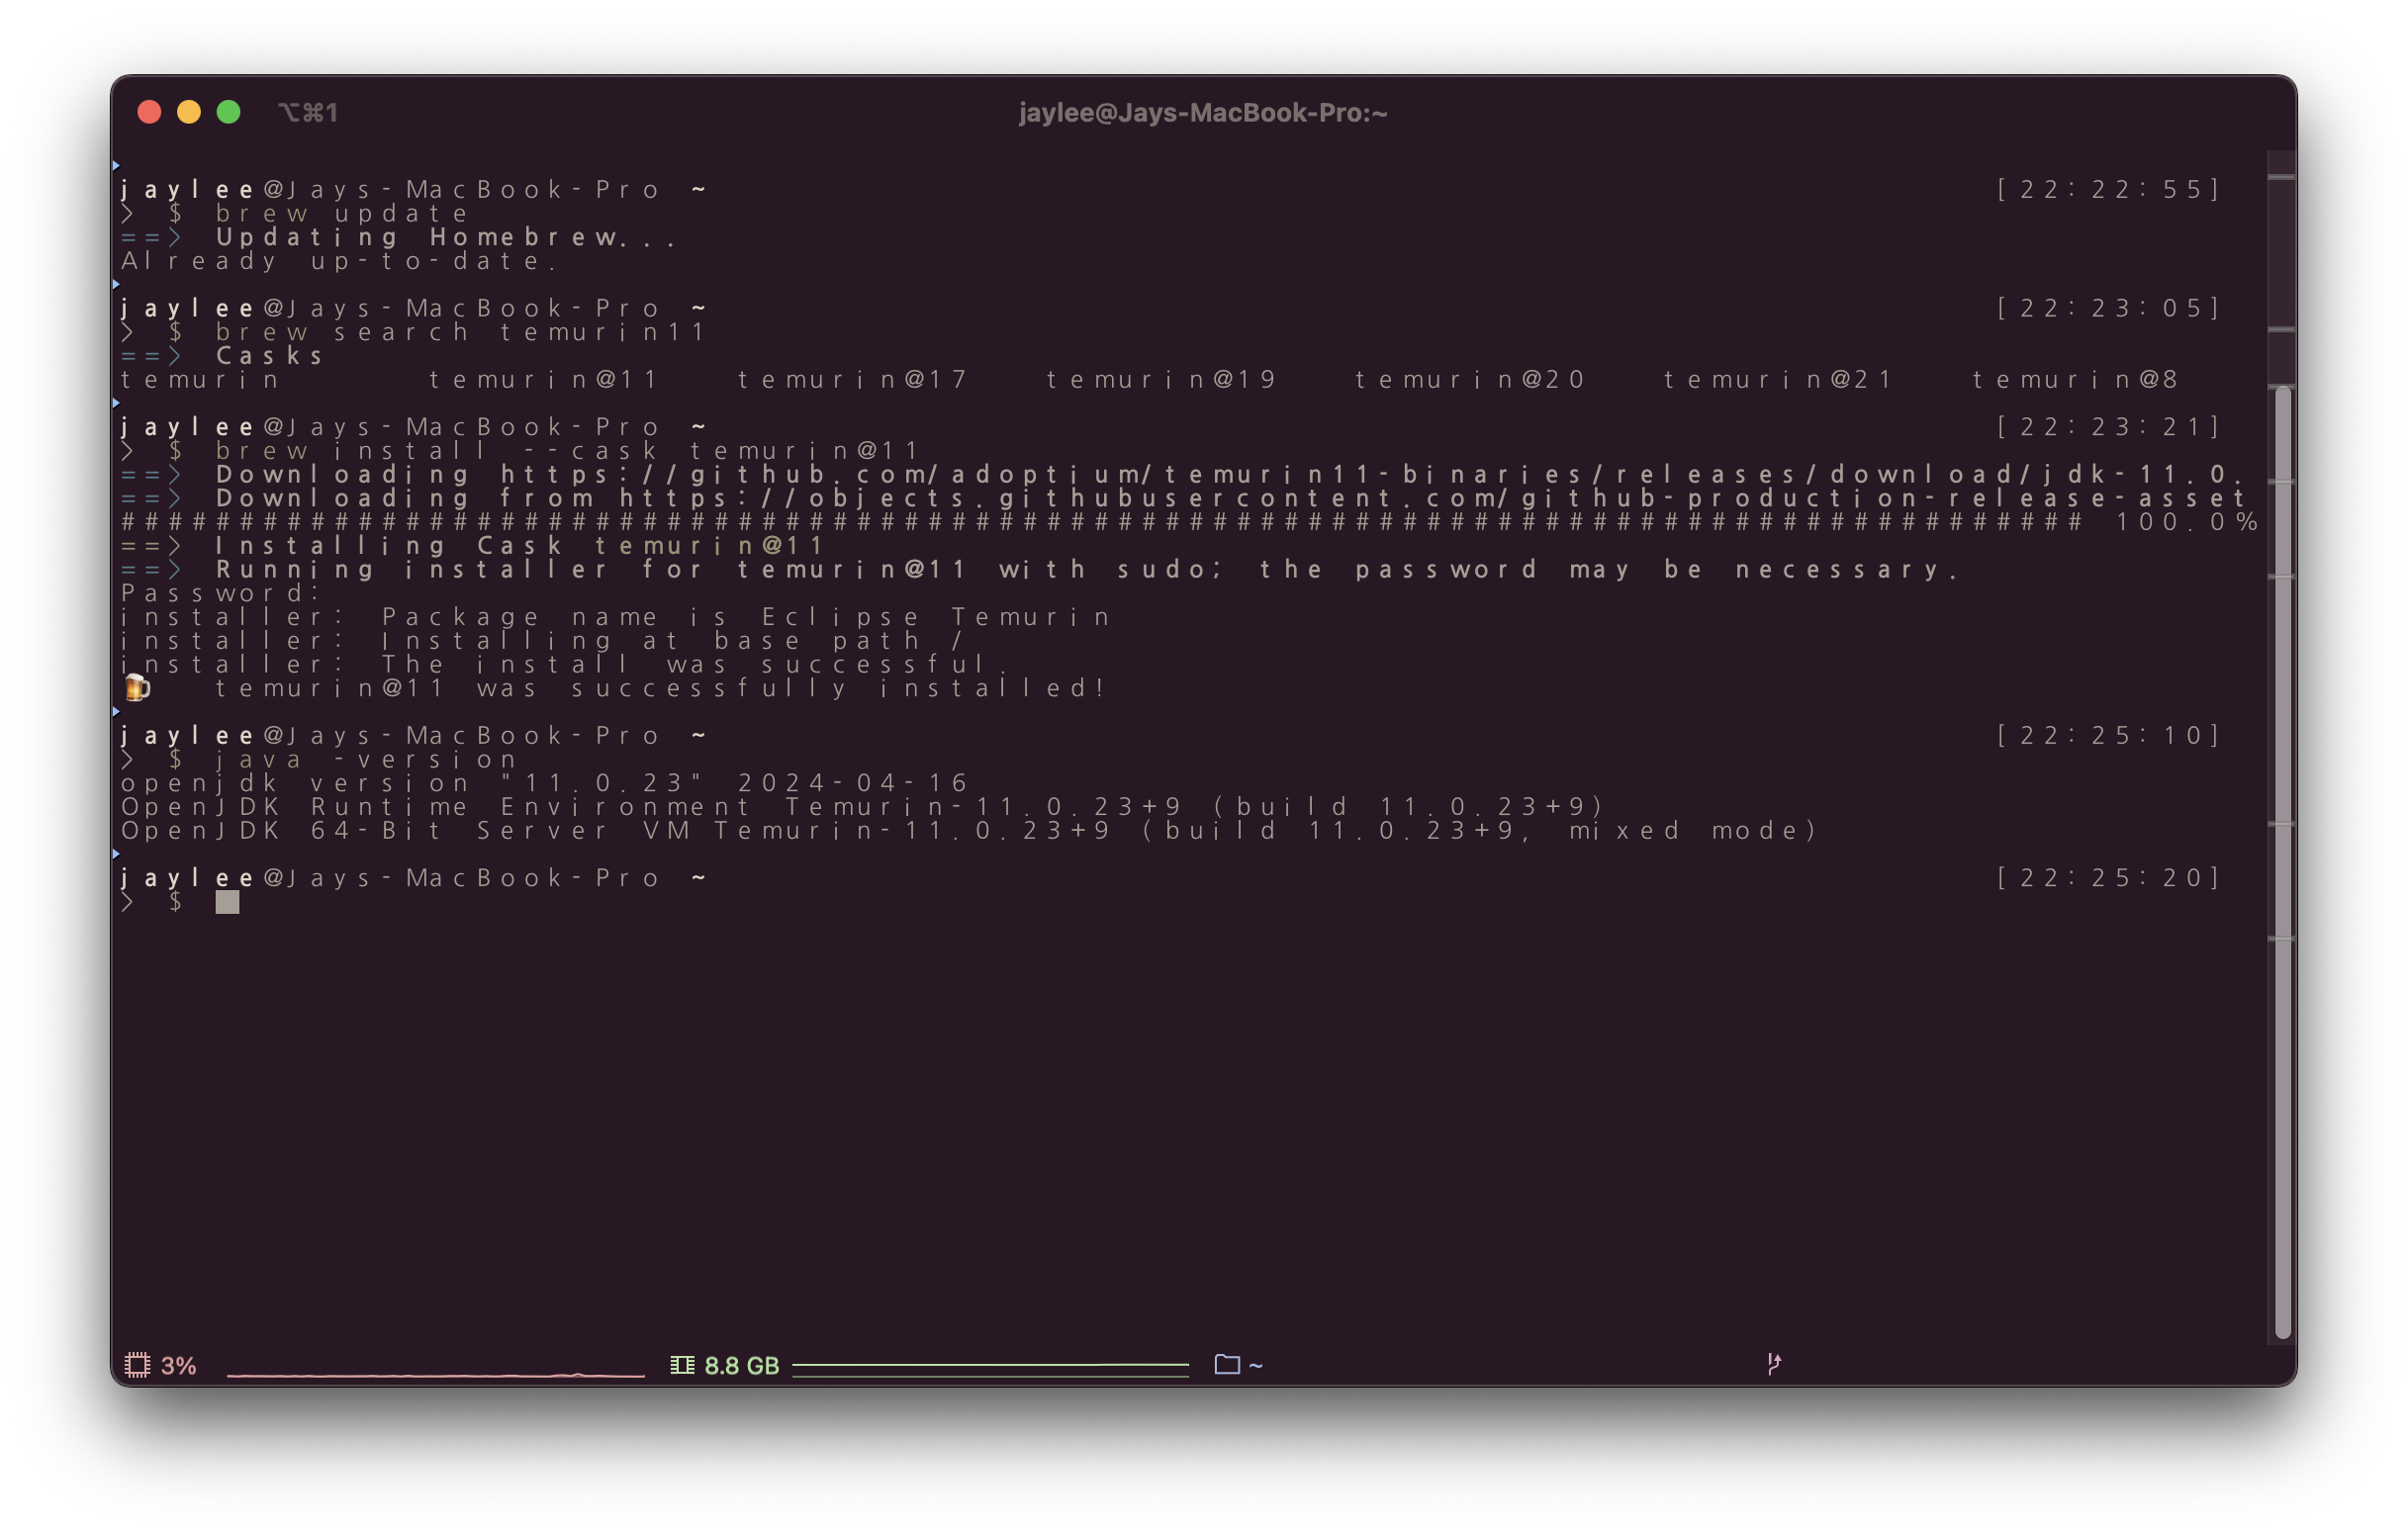 ⌥⌘1 jaylee@Jays-MacBook-Pro:~
jaylee@Jays-MacBook-Pro ~ [22:22:55]
> $ brew update
==> Updating Homebrew...
Already up-to-date.
jaylee@Jays-MacBook-Pro ~ [22:23:05]
> $ brew search temurin11
==> Casks
temurin temurin@11 temurin@17 temurin@19 temurin@20 temurin@21 temurin@8
jaylee@Jays-MacBook-Pro ~ [22:23:21]
> $ brew install --cask temurin@11
==> Downloading https://github.com/adoptium/temurin11-binaries/releases/download/jdk-11.0.
==> Downloading from https://objects.githubusercontent.com/github-production-release-asset
################################################################################### 100.0%
==> Installing Cask temurin@11
==> Running installer for temurin@11 with sudo; the password may be necessary.
Password:
installer: Package name is Eclipse Temurin
installer: Installing at base path /
installer: The install was successful.
🍺 temurin@11 was successfully installed!
jaylee@Jays-MacBook-Pro ~ [22:25:10]
> $ java -version
openjdk version "11.0.23" 2024-04-16
OpenJDK Runtime Environment Temurin-11.0.23+9 (build 11.0.23+9)
OpenJDK 64-Bit Server VM Temurin-11.0.23+9 (build 11.0.23+9, mixed mode)
jaylee@Jays-MacBook-Pro ~ [22:25:20]
> $
3% 8.8 GB ~